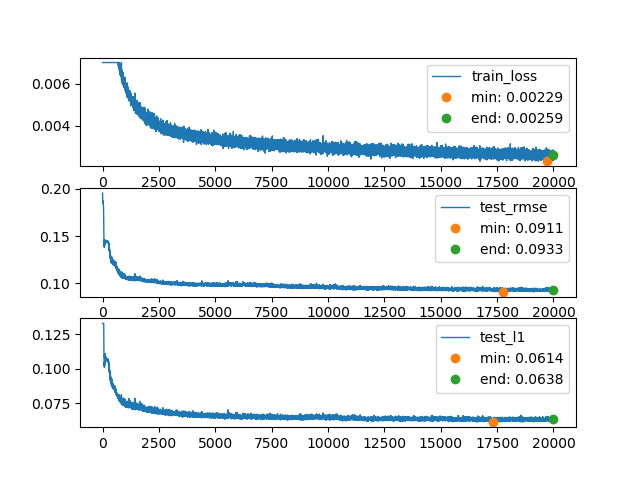 0.006
0.004
train_loss
min: 0.00229
end: 0.00259
0 2500 5000 7500 10000 12500 15000 17500 20000
0.20
0.15
0.10
test_rmse
min: 0.0911
end: 0.0933
0 2500 5000 7500 10000 12500 15000 17500 20000
0.125
0.100
0.075
test_l1
min: 0.0614
end: 0.0638
0 2500 5000 7500 10000 12500 15000 17500 20000